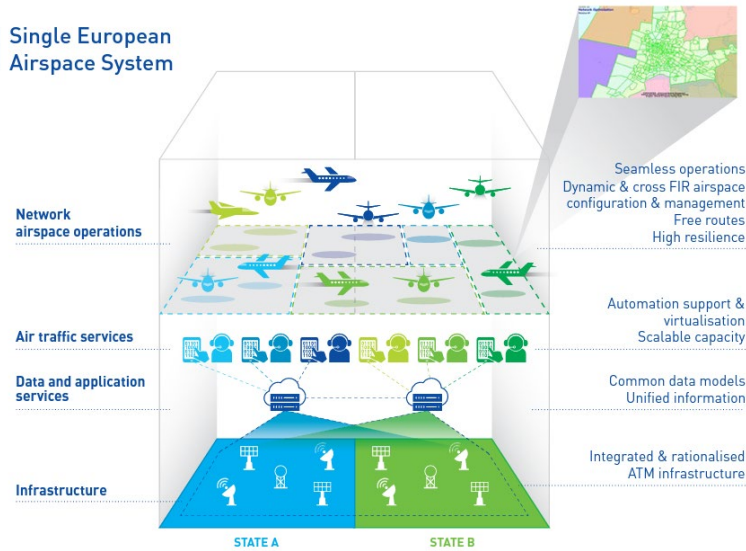 Single European
Airspace System
Network Optimisation
Network
airspace operations
Seamless operations
Dynamic & cross FIR airspace
configuration & management
Free routes
High resilience
Air traffic services
Automation support &
virtualisation
Scalable capacity
Data and application
services
Common data models
Unified information
Infrastructure
Integrated & rationalised
ATM infrastructure
STATE A
STATE B